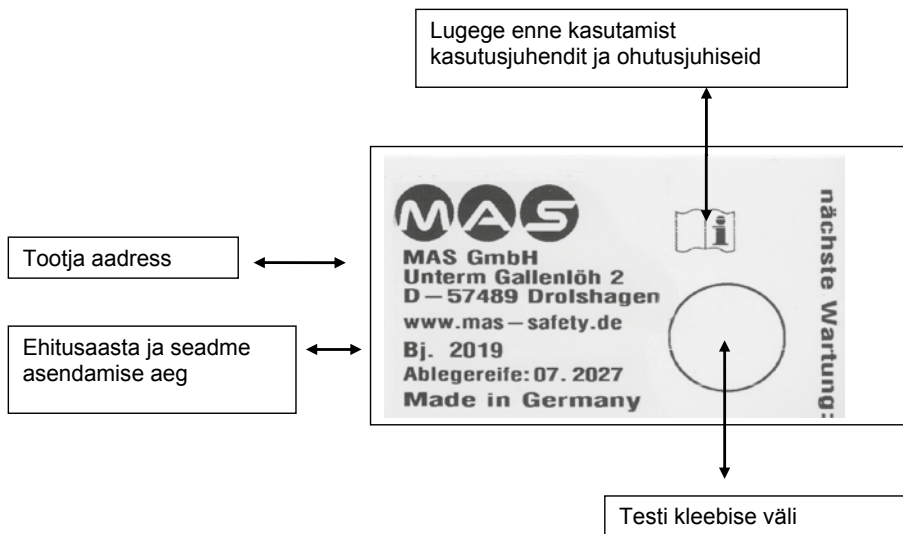 Lugege enne kasutamist
kasutusjuhendit ja ohutusjuhiseid
MAS
MAS GmbH
Unterm Gallenlöh 2
D–57489 Drolshagen
www.mas–safety.de
Bj. 2019
Ablegereife: 07. 2027
Made in Germany
nächste Wartung:
Tootja aadress
Ehitusaasta ja seadme
asendamise aeg
Testi kleebise väli